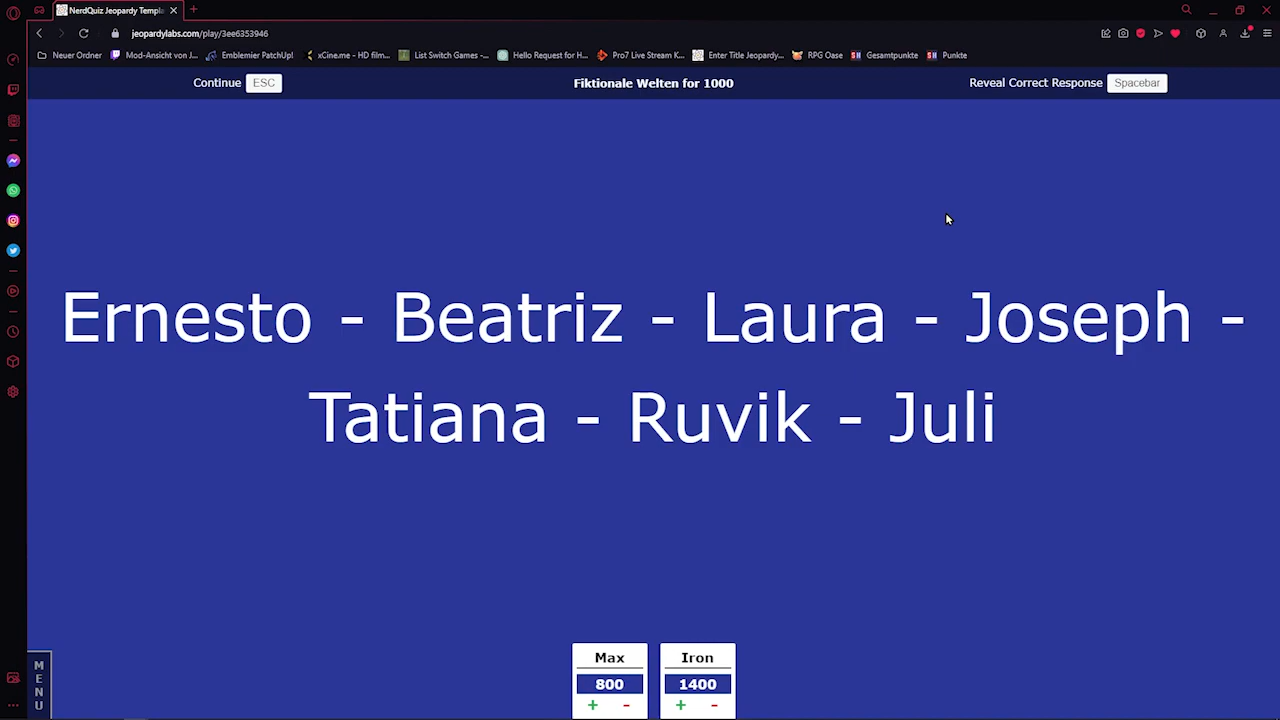 NerdQuiz Jeopardy Templa
jeopardylabs.com/play/3ee6353946
Neuer Ordner
Mod-Ansicht von J...
Emblemier PatchUp!
xCine.me - HD film...
List Switch Games -...
Hello Request for H...
Pro7 Live Stream K...
Enter Title Jeopardy...
RPG Oase
Gesamtpunkte
Punkte
Continue ESC
Fiktionale Welten for 1000
Reveal Correct Response Spacebar
Ernesto - Beatriz - Laura - Joseph -
Tatiana - Ruvik - Juli
MENU
Max
800
+ -
Iron
1400
+ -